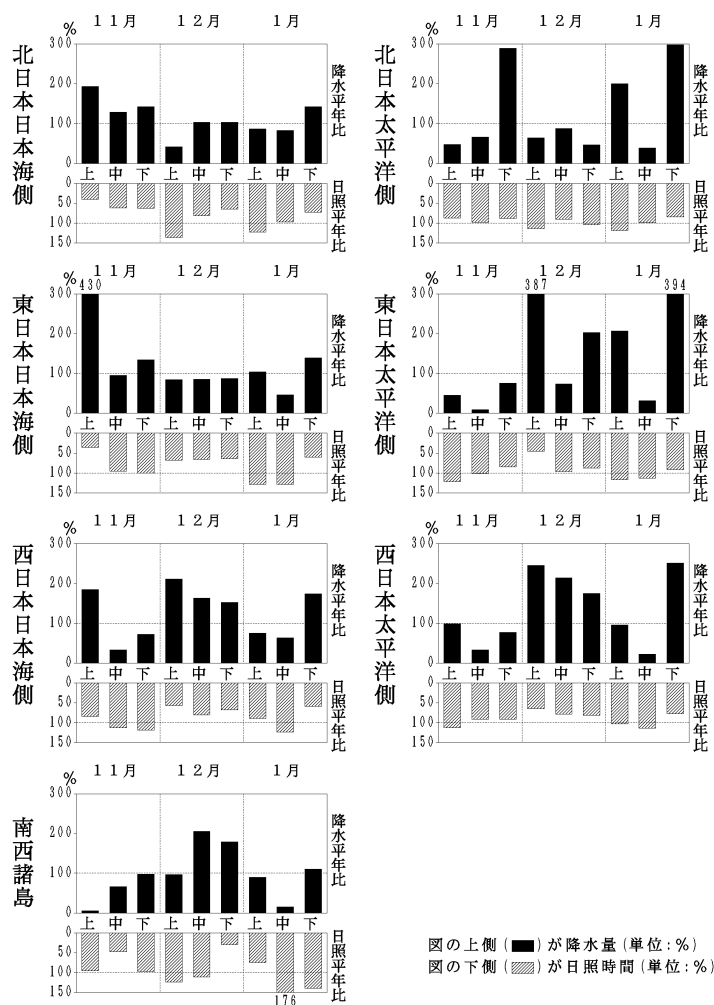 北日本日本海側
% １１月 １２月 １月
300
200
100
0
降水平年比
上 中 下 上 中 下 上 中 下
0
50
100
150
日照平年比
北日本太平洋側
% １１月 １２月 １月
300
200
100
0
降水平年比
上 中 下 上 中 下 上 中 下
0
50
100
150
日照平年比
東日本日本海側
% １１月 １２月 １月
430
300
200
100
0
降水平年比
上 中 下 上 中 下 上 中 下
0
50
100
150
日照平年比
東日本太平洋側
% １１月 １２月 １月
387 394
300
200
100
0
降水平年比
上 中 下 上 中 下 上 中 下
0
50
100
150
日照平年比
西日本日本海側
% １１月 １２月 １月
300
200
100
0
降水平年比
上 中 下 上 中 下 上 中 下
0
50
100
150
日照平年比
西日本太平洋側
% １１月 １２月 １月
300
200
100
0
降水平年比
上 中 下 上 中 下 上 中 下
0
50
100
150
日照平年比
南西諸島
% １１月 １２月 １月
300
200
100
0
降水平年比
上 中 下 上 中 下 上 中 下
0
50
100
150
日照平年比
176
図の上側(■)が降水量(単位:%)
図の下側(▨)が日照時間(単位:%)